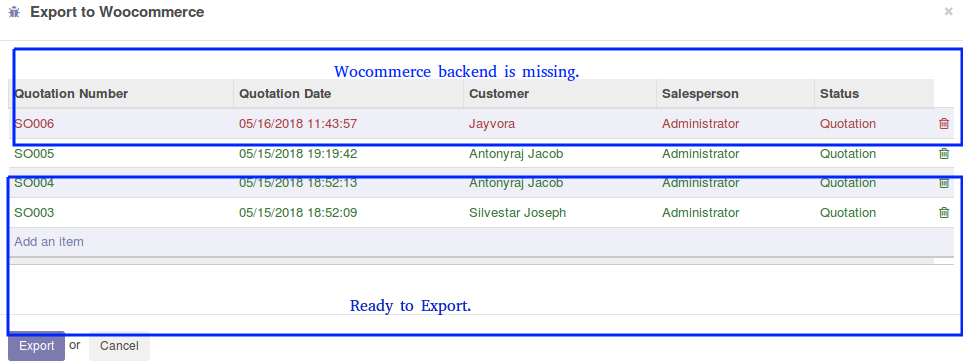 Export to Woocommerce ×
Wocommerce backend is missing.
Quotation Number Quotation Date Customer Salesperson Status
SO006 05/16/2018 11:43:57 Jayvora Administrator Quotation
SO005 05/15/2018 19:19:42 Antonyraj Jacob Administrator Quotation
SO004 05/15/2018 18:52:13 Antonyraj Jacob Administrator Quotation
SO003 05/15/2018 18:52:09 Silvestar Joseph Administrator Quotation
Add an item
Ready to Export.
Export or Cancel